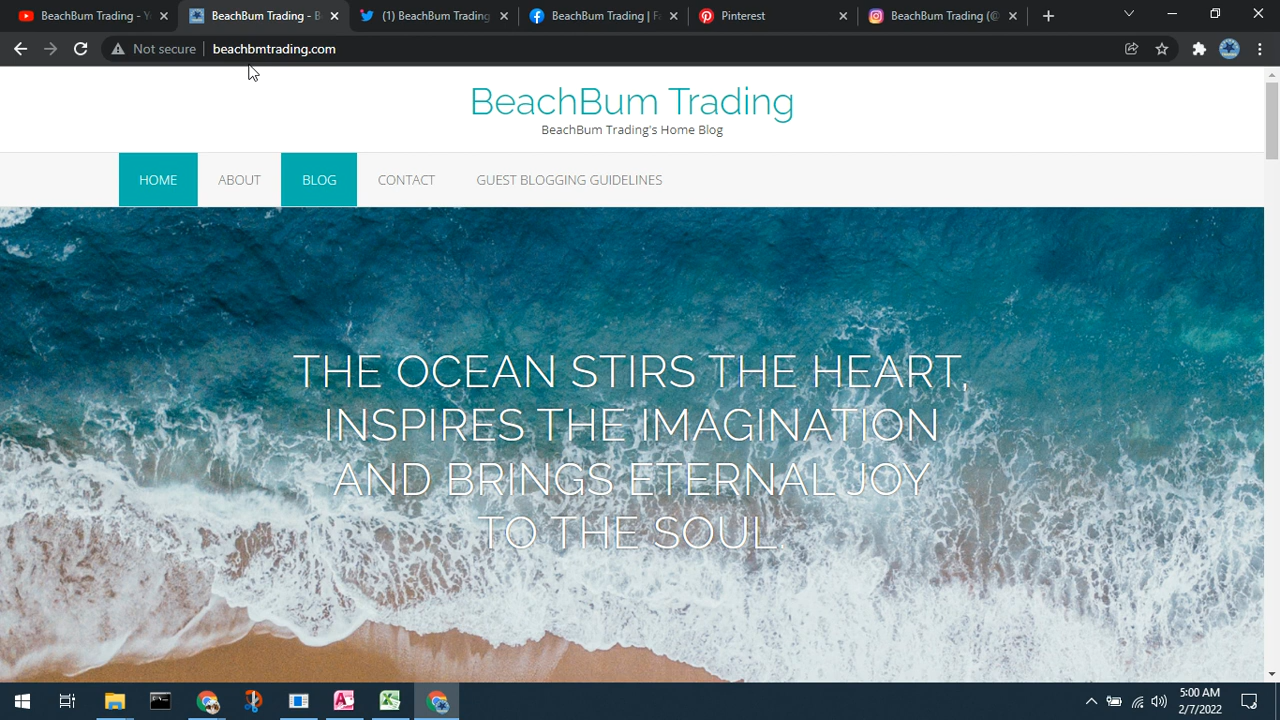 BeachBum Trading - Y
BeachBum Trading - B
(1) BeachBum Trading
BeachBum Trading | Fa
Pinterest
BeachBum Trading (@
Not secure
beachbmtrading.com
BeachBum Trading
BeachBum Trading's Home Blog
HOME
ABOUT
BLOG
CONTACT
GUEST BLOGGING GUIDELINES
THE OCEAN STIRS THE HEART,
INSPIRES THE IMAGINATION
AND BRINGS ETERNAL JOY
TO THE SOUL.
5:00 AM
2/7/2022